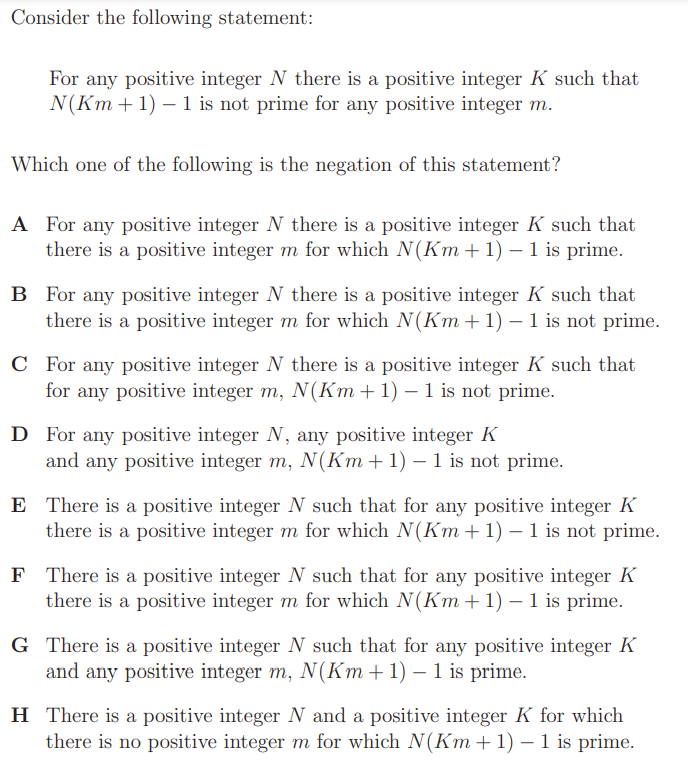 Consider the following statement:
For any positive integer N there is a positive integer K such that
N(Km + 1) − 1 is not prime for any positive integer m.
Which one of the following is the negation of this statement?
A For any positive integer N there is a positive integer K such that
there is a positive integer m for which N(Km + 1) − 1 is prime.
B For any positive integer N there is a positive integer K such that
there is a positive integer m for which N(Km + 1) − 1 is not prime.
C For any positive integer N there is a positive integer K such that
for any positive integer m, N(Km + 1) − 1 is not prime.
D For any positive integer N, any positive integer K
and any positive integer m, N(Km + 1) − 1 is not prime.
E There is a positive integer N such that for any positive integer K
there is a positive integer m for which N(Km + 1) − 1 is not prime.
F There is a positive integer N such that for any positive integer K
there is a positive integer m for which N(Km + 1) − 1 is prime.
G There is a positive integer N such that for any positive integer K
and any positive integer m, N(Km + 1) − 1 is prime.
H There is a positive integer N and a positive integer K for which
there is no positive integer m for which N(Km + 1) − 1 is prime.